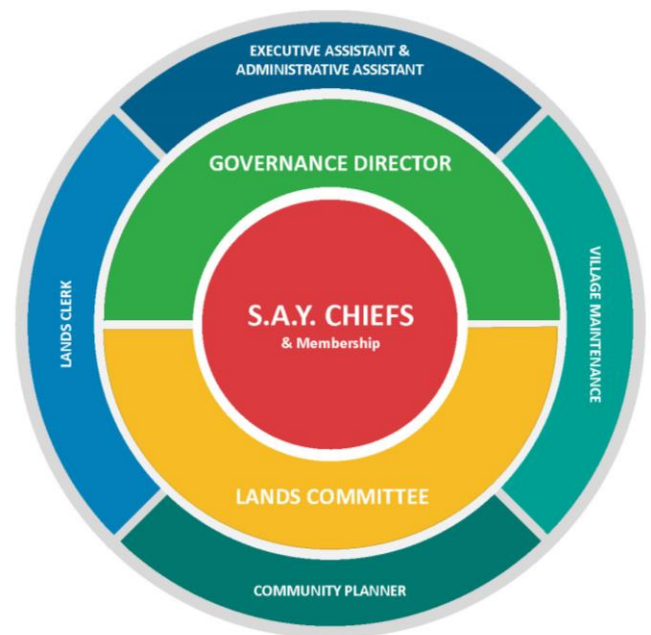 EXECUTIVE ASSISTANT &
ADMINISTRATIVE ASSISTANT
GOVERNANCE DIRECTOR
S.A.Y. CHIEFS
& Membership
LANDS CLERK
VILLAGE MAINTENANCE
LANDS COMMITTEE
COMMUNITY PLANNER